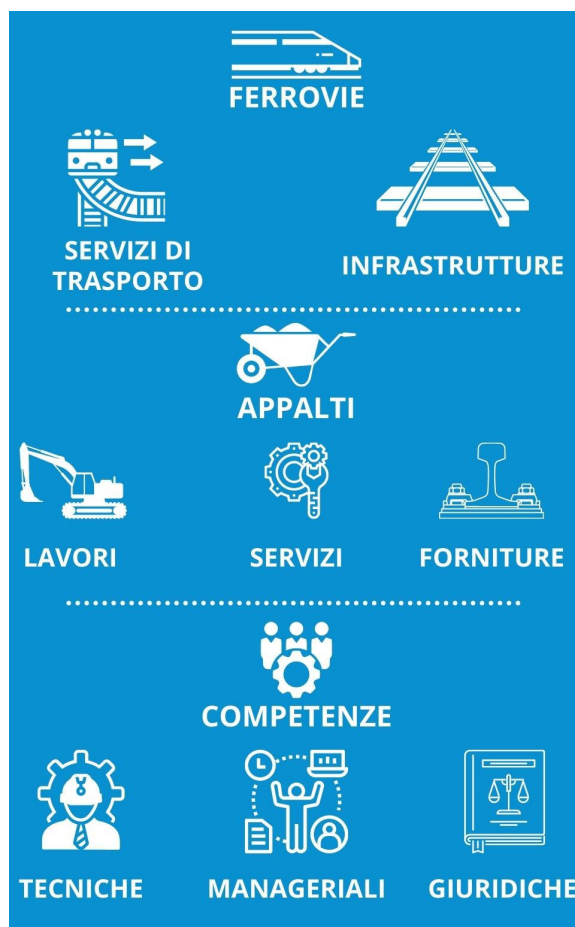 FERROVIE
SERVIZI DI
TRASPORTO
INFRASTRUTTURE
APPALTI
LAVORI
SERVIZI
FORNITURE
COMPETENZE
TECNICHE
MANAGERIALI
GIURIDICHE